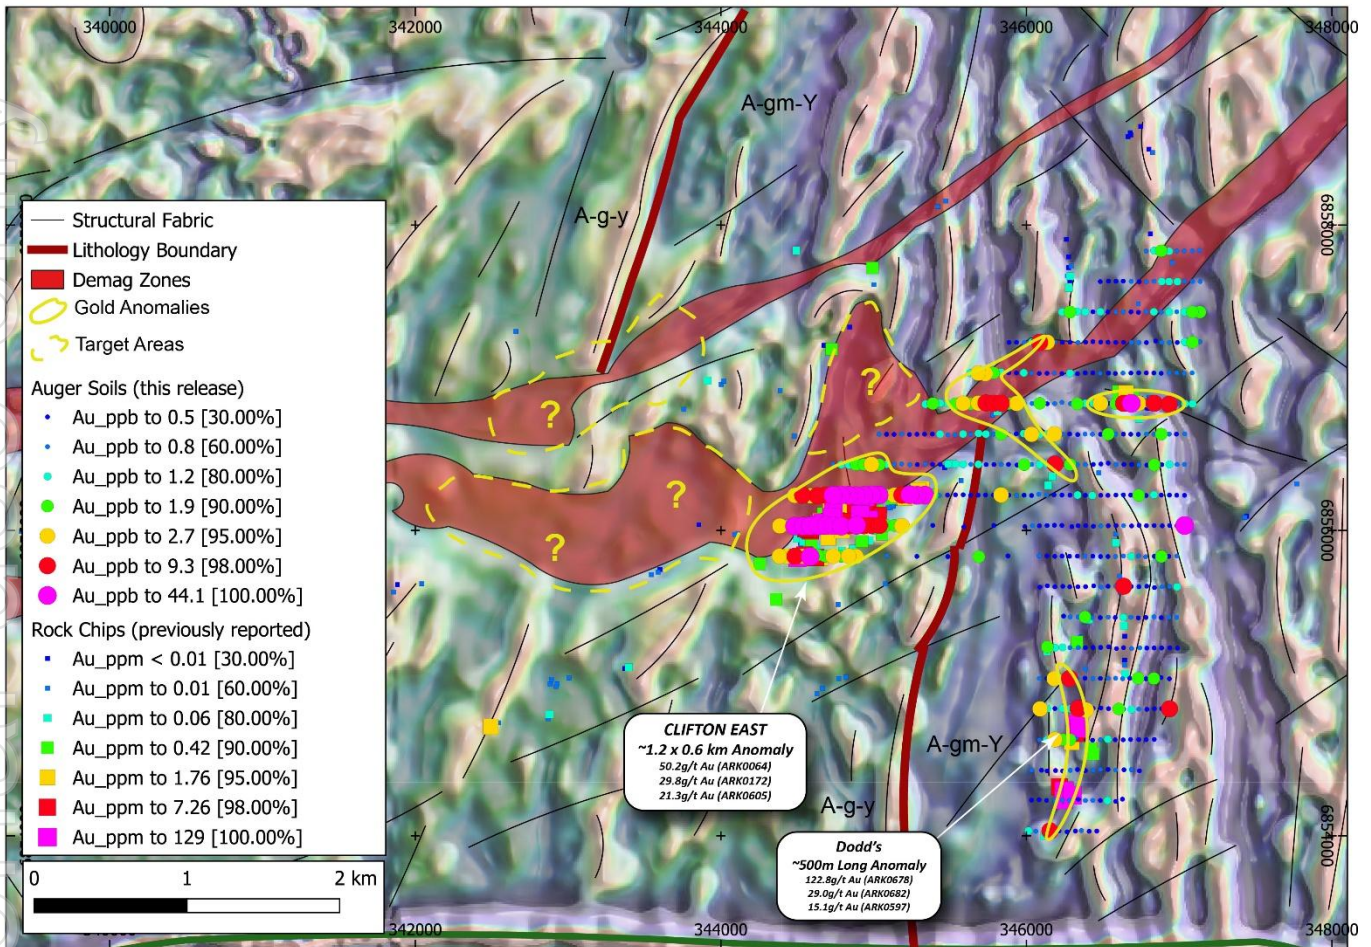 340000
342000
344000
346000
348000
A-gm-Y
A-g-y
6858000
6856000
6854000
Structural Fabric
Lithology Boundary
Demag Zones
Gold Anomalies
Target Areas
Auger Soils (this release)
Au_ppb to 0.5 [30.00%]
Au_ppb to 0.8 [60.00%]
Au_ppb to 1.2 [80.00%]
Au_ppb to 1.9 [90.00%]
Au_ppb to 2.7 [95.00%]
Au_ppb to 9.3 [98.00%]
Au_ppb to 44.1 [100.00%]
Rock Chips (previously reported)
Au_ppm < 0.01 [30.00%]
Au_ppm to 0.01 [60.00%]
Au_ppm to 0.06 [80.00%]
Au_ppm to 0.42 [90.00%]
Au_ppm to 1.76 [95.00%]
Au_ppm to 7.26 [98.00%]
Au_ppm to 129 [100.00%]
0 1 2 km
?
?
?
?
CLIFTON EAST
~1.2 x 0.6 km Anomaly
50.2g/t Au (ARK0064)
29.8g/t Au (ARK0172)
21.3g/t Au (ARK0605)
A-gm-Y
A-g-y
Dodd's
~500m Long Anomaly
122.8g/t Au (ARK0678)
29.0g/t Au (ARK0682)
15.1g/t Au (ARK0597)
342000
344000
346000
348000